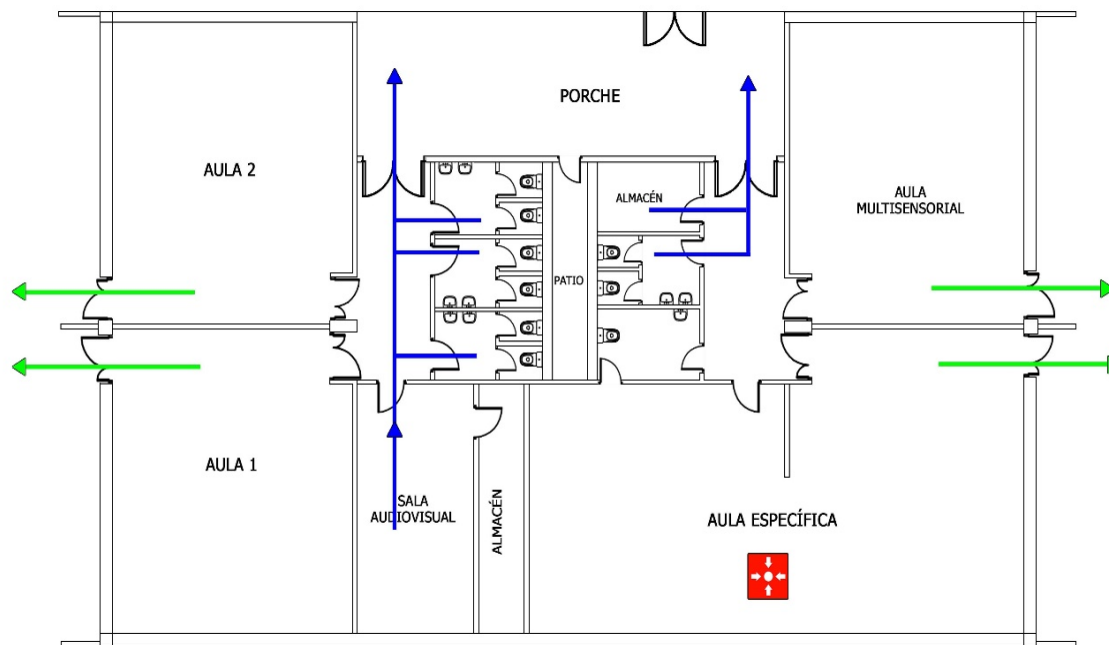 PORCHE
AULA 2
ALMACÉN
AULA
MULTISENSORIAL
PATIO
AULA 1
SALA
AUDIOVISUAL
ALMACÉN
AULA ESPECÍFICA